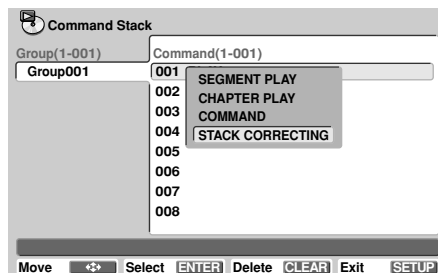 Command Stack
Group(1-001) Command(1-001)
Group001 001
SEGMENT PLAY
002
CHAPTER PLAY
003 COMMAND
004 STACK CORRECTING
005
006
007
008
Move Select ENTER Delete CLEAR Exit SETUP